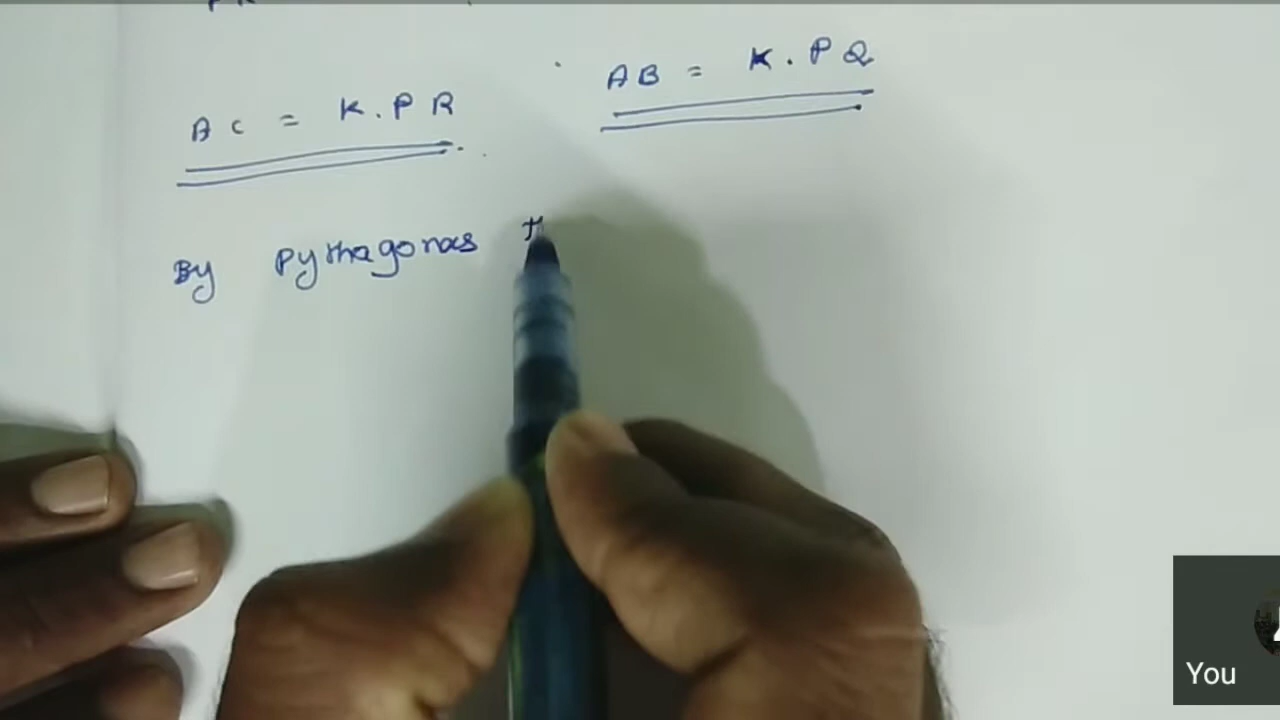 AC = K.PR
AB = K.PQ
By Pythagoras
You